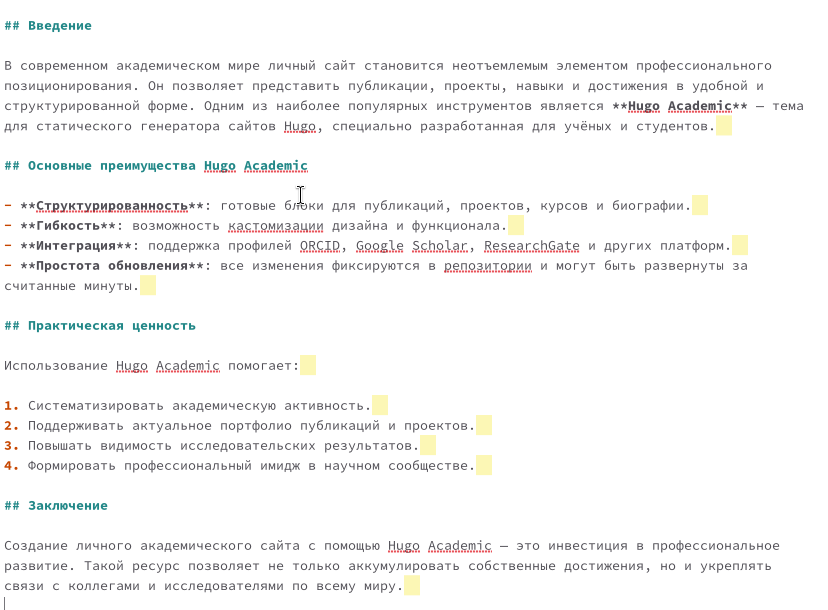 ## Введение
В современном академическом мире личный сайт становится неотъемлемым элементом профессионального
позиционирования. Он позволяет представить публикации, проекты, навыки и достижения в удобной и
структурированной форме. Одним из наиболее популярных инструментов является **Hugo Academic** — тема
для статического генератора сайтов Hugo, специально разработанная для учёных и студентов.
## Основные преимущества Hugo Academic
- **Структурированность**: готовые блоки для публикаций, проектов, курсов и биографии.
- **Гибкость**: возможность кастомизации дизайна и функционала.
- **Интеграция**: поддержка профилей ORCID, Google Scholar, ResearchGate и других платформ.
- **Простота обновления**: все изменения фиксируются в репозитории и могут быть развернуты за
считанные минуты.
## Практическая ценность
Использование Hugo Academic помогает:
1. Систематизировать академическую активность.
2. Поддерживать актуальное портфолио публикаций и проектов.
3. Повышать видимость исследовательских результатов.
4. Формировать профессиональный имидж в научном сообществе.
## Заключение
Создание личного академического сайта с помощью Hugo Academic — это инвестиция в профессиональное
развитие. Такой ресурс позволяет не только аккумулировать собственные достижения, но и укреплять
связи с коллегами и исследователями по всему миру.